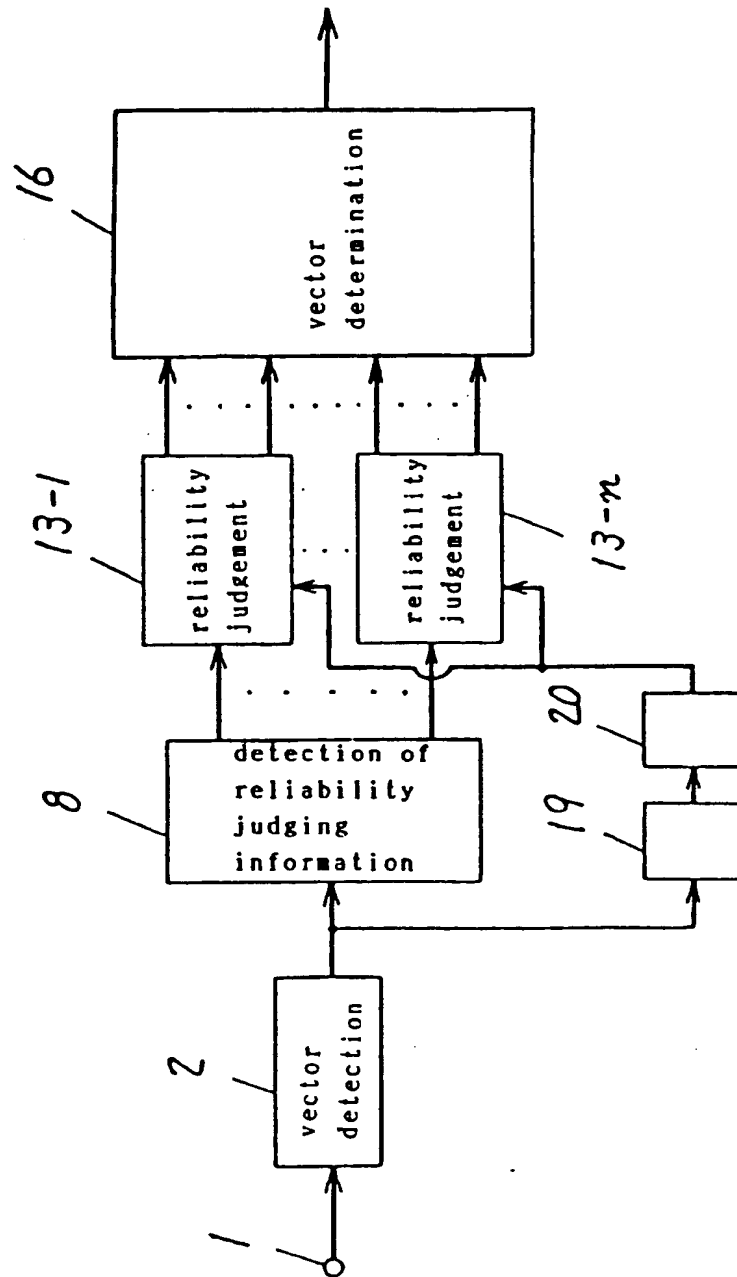 1
2
vector
detection
8
detection of
reliability
judging
information
13-1
reliability
judgement
13-n
reliability
judgement
16
vector
determination
19
20